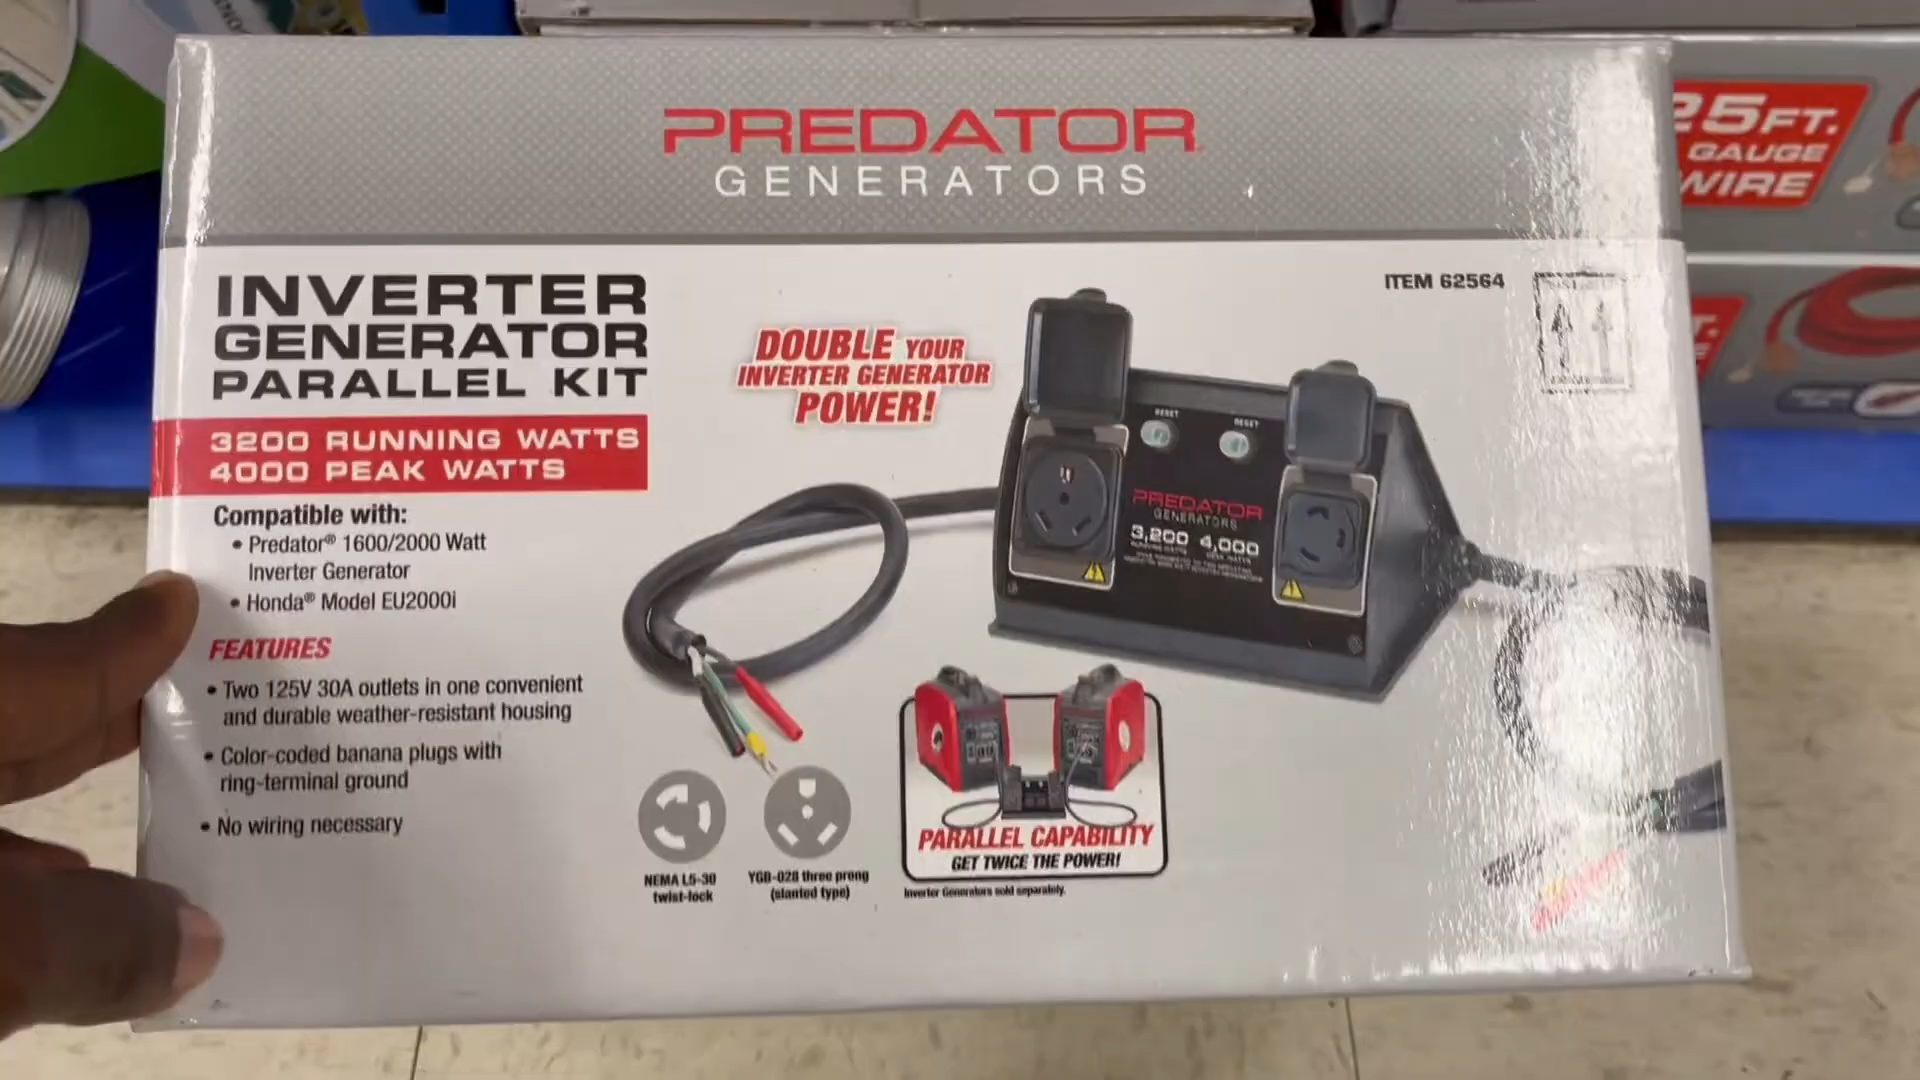 PREDATOR
GENERATORS
INVERTER
GENERATOR
PARALLEL KIT
3200 RUNNING WATTS
4000 PEAK WATTS
Compatible with:
• Predator® 1600/2000 Watt
Inverter Generator
• Honda® Model EU2000i
FEATURES
• Two 125V 30A outlets in one convenient
and durable weather-resistant housing
• Color-coded banana plugs with
ring-terminal ground
• No wiring necessary
DOUBLE YOUR
INVERTER GENERATOR
POWER!
ITEM 62564
RESET
RESET
PREDATOR
GENERATORS
3,200 4,000
RUNNING WATTS
NEMA L5-30
twist-lock
YGB-028 three prong
(slanted type)
PARALLEL CAPABILITY
GET TWICE THE POWER!
Inverter Generators sold separately.
25FT.
GAUGE
WIRE